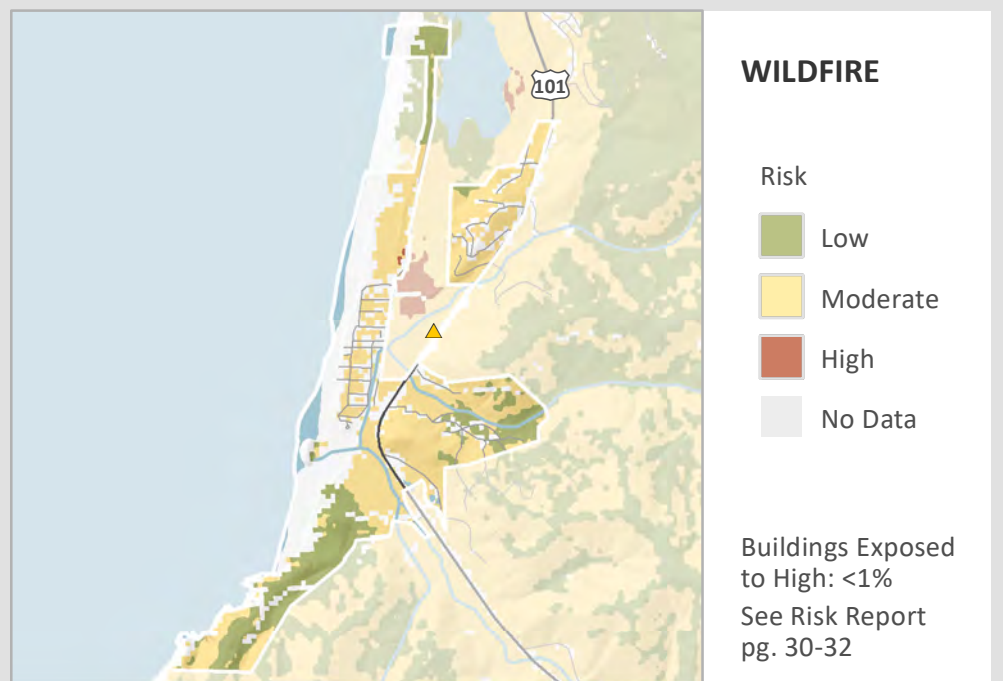 101
WILDFIRE
Risk
Low
Moderate
High
No Data
Buildings Exposed
to High: <1%
See Risk Report
pg. 30-32